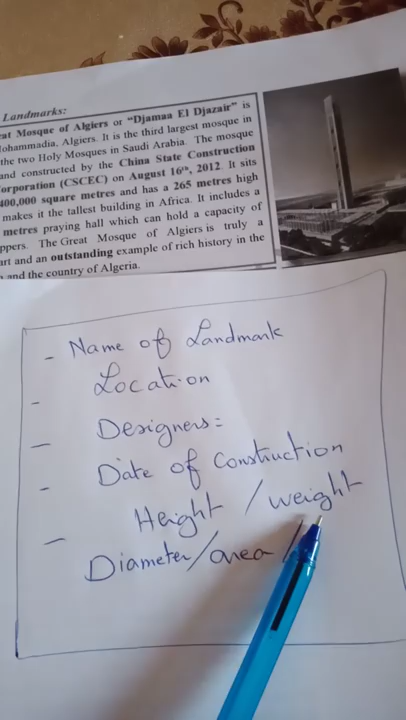 Landmarks:
eat Mosque of Algiers or "Djamaa El Djazair" is
ohammadia, Algiers. It is the third largest mosque in
the two Holy Mosques in Saudi Arabia. The mosque
and constructed by the China State Construction
orporation (CSCEC) on August 16th, 2012. It sits
400,000 square metres and has a 265 metres high
makes it the tallest building in Africa. It includes a
metres praying hall which can hold a capacity of
ppers. The Great Mosque of Algiers is truly a
art and an outstanding example of rich history in the
and the country of Algeria.
- Name of Landmark
- Location
- Designers:
- Date of Construction
- Height / weight
Diameter/area/